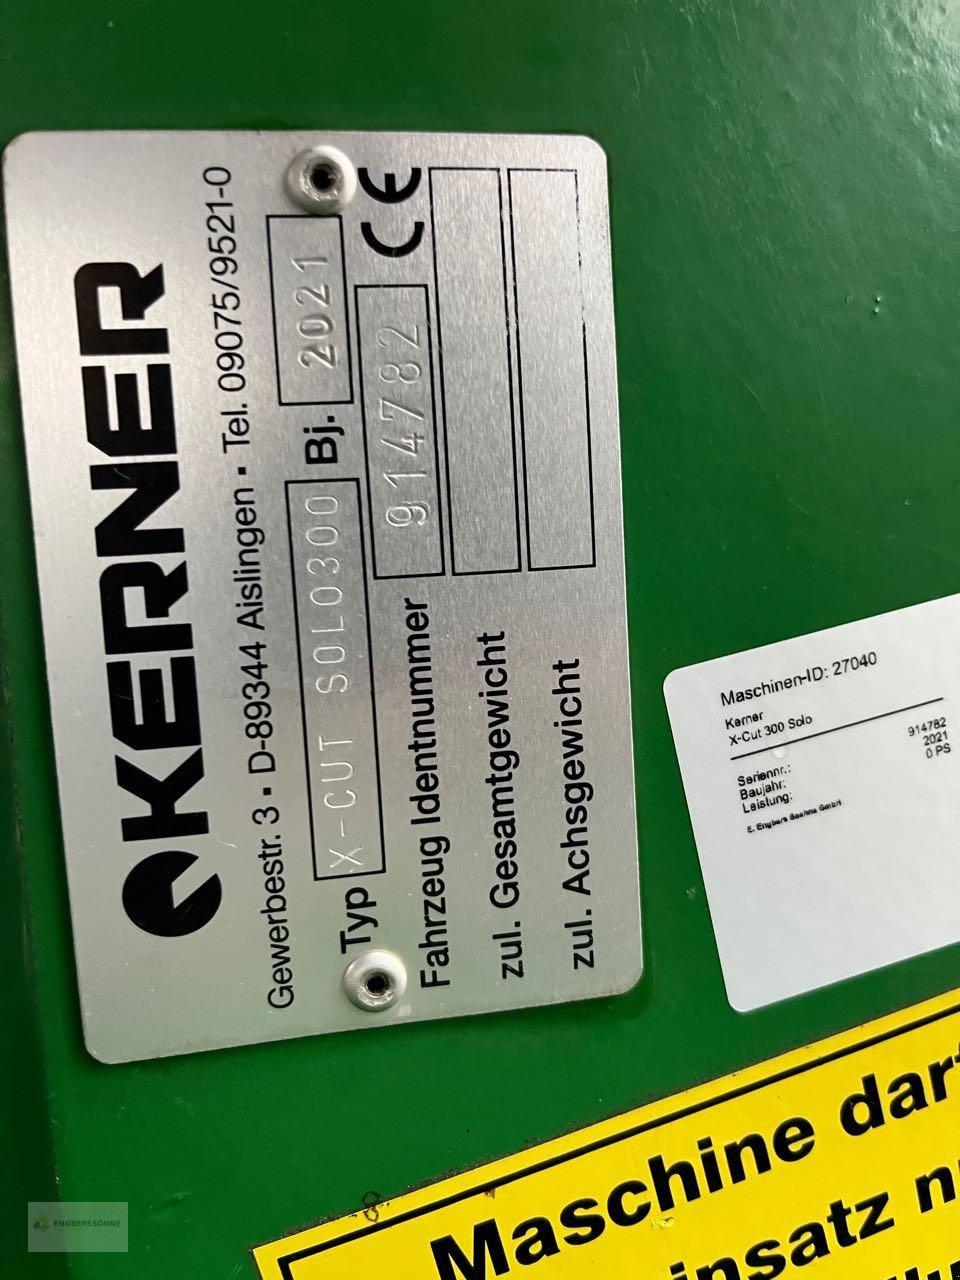 KERNER
Gewerbestr. 3 • D-89344 Aislingen • Tel. 09075/9521-0
Typ X-CUT SOLO300 Bj. 2021
Fahrzeug Identnummer 914782 CE
zul. Gesamtgewicht
zul. Achsgewicht
Maschinen-ID: 27040
Kerner
X-Cut 300 Solo
Seriennr.: 914782
Baujahr: 2021
Leistung: 0 PS
E. Engbers Soehne GmbH
Maschine darf
insatz n
ENGBERS SÖHNE